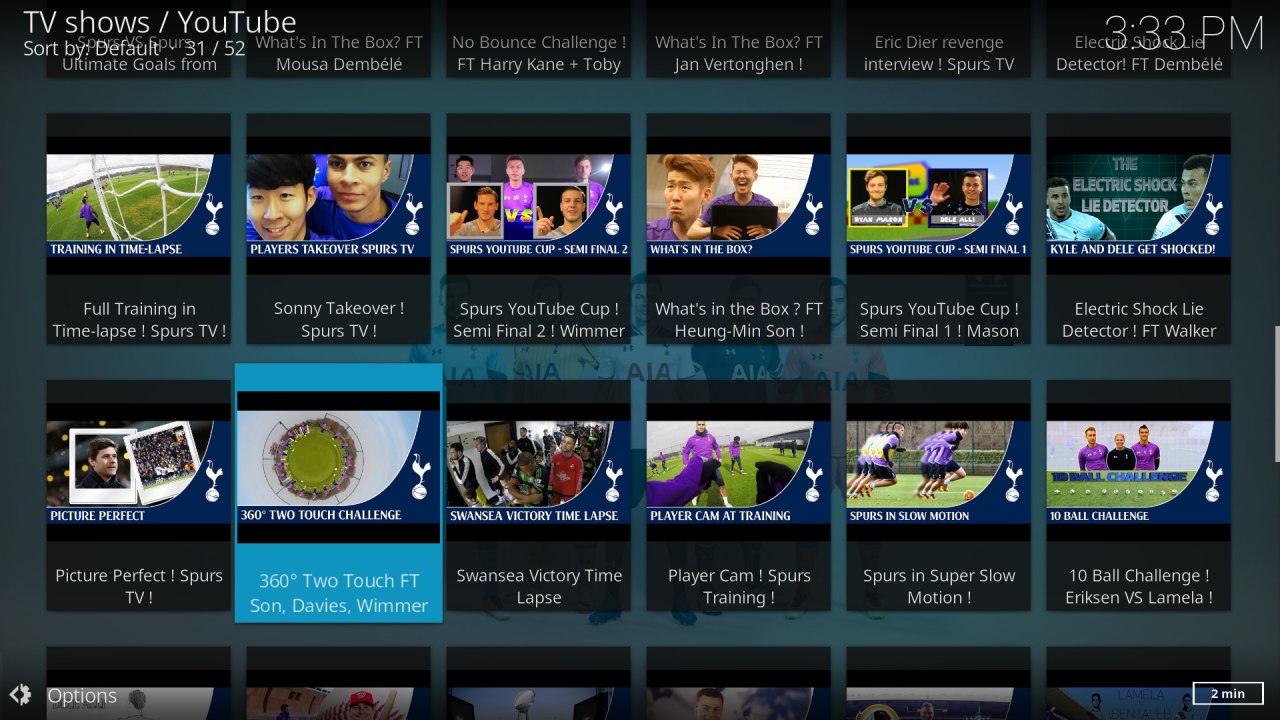 TV shows / YouTube
3:33 PM
Sort by: Default · 31 / 52
Spurs VS Spurs
Ultimate Goals from
What's In The Box? FT
Mousa Dembélé
No Bounce Challenge !
FT Harry Kane + Toby
What's In The Box? FT
Jan Vertonghen !
Eric Dier revenge
interview ! Spurs TV
Electric Shock Lie
Detector! FT Dembélé
TRAINING IN TIME-LAPSE
Full Training in
Time-lapse ! Spurs TV !
PLAYERS TAKEOVER SPURS TV
Sonny Takeover !
Spurs TV !
VS
SPURS YOUTUBE CUP - SEMI FINAL 2
Spurs YouTube Cup !
Semi Final 2 ! Wimmer
WHAT'S IN THE BOX?
What's in the Box ? FT
Heung-Min Son !
RYAN MASON
VS
DELE ALLI
SPURS YOUTUBE CUP - SEMI FINAL 1
Spurs YouTube Cup !
Semi Final 1 ! Mason
THE
ELECTRIC SHOCK
LIE DETECTOR
KYLE AND DELE GET SHOCKED!
Electric Shock Lie
Detector ! FT Walker
AIA
AIA
AIA
AIA
AIA
PICTURE PERFECT
Picture Perfect ! Spurs
TV !
360° TWO TOUCH CHALLENGE
360° Two Touch FT
Son, Davies, Wimmer
SWANSEA VICTORY TIME LAPSE
Swansea Victory Time
Lapse
PLAYER CAM AT TRAINING
Player Cam ! Spurs
Training !
SPURS IN SLOW MOTION
Spurs in Super Slow
Motion !
10 BALL CHALLENGE
10 BALL CHALLENGE
10 Ball Challenge !
Eriksen VS Lamela !
LAMELA
BENTALEB
Options
2 min